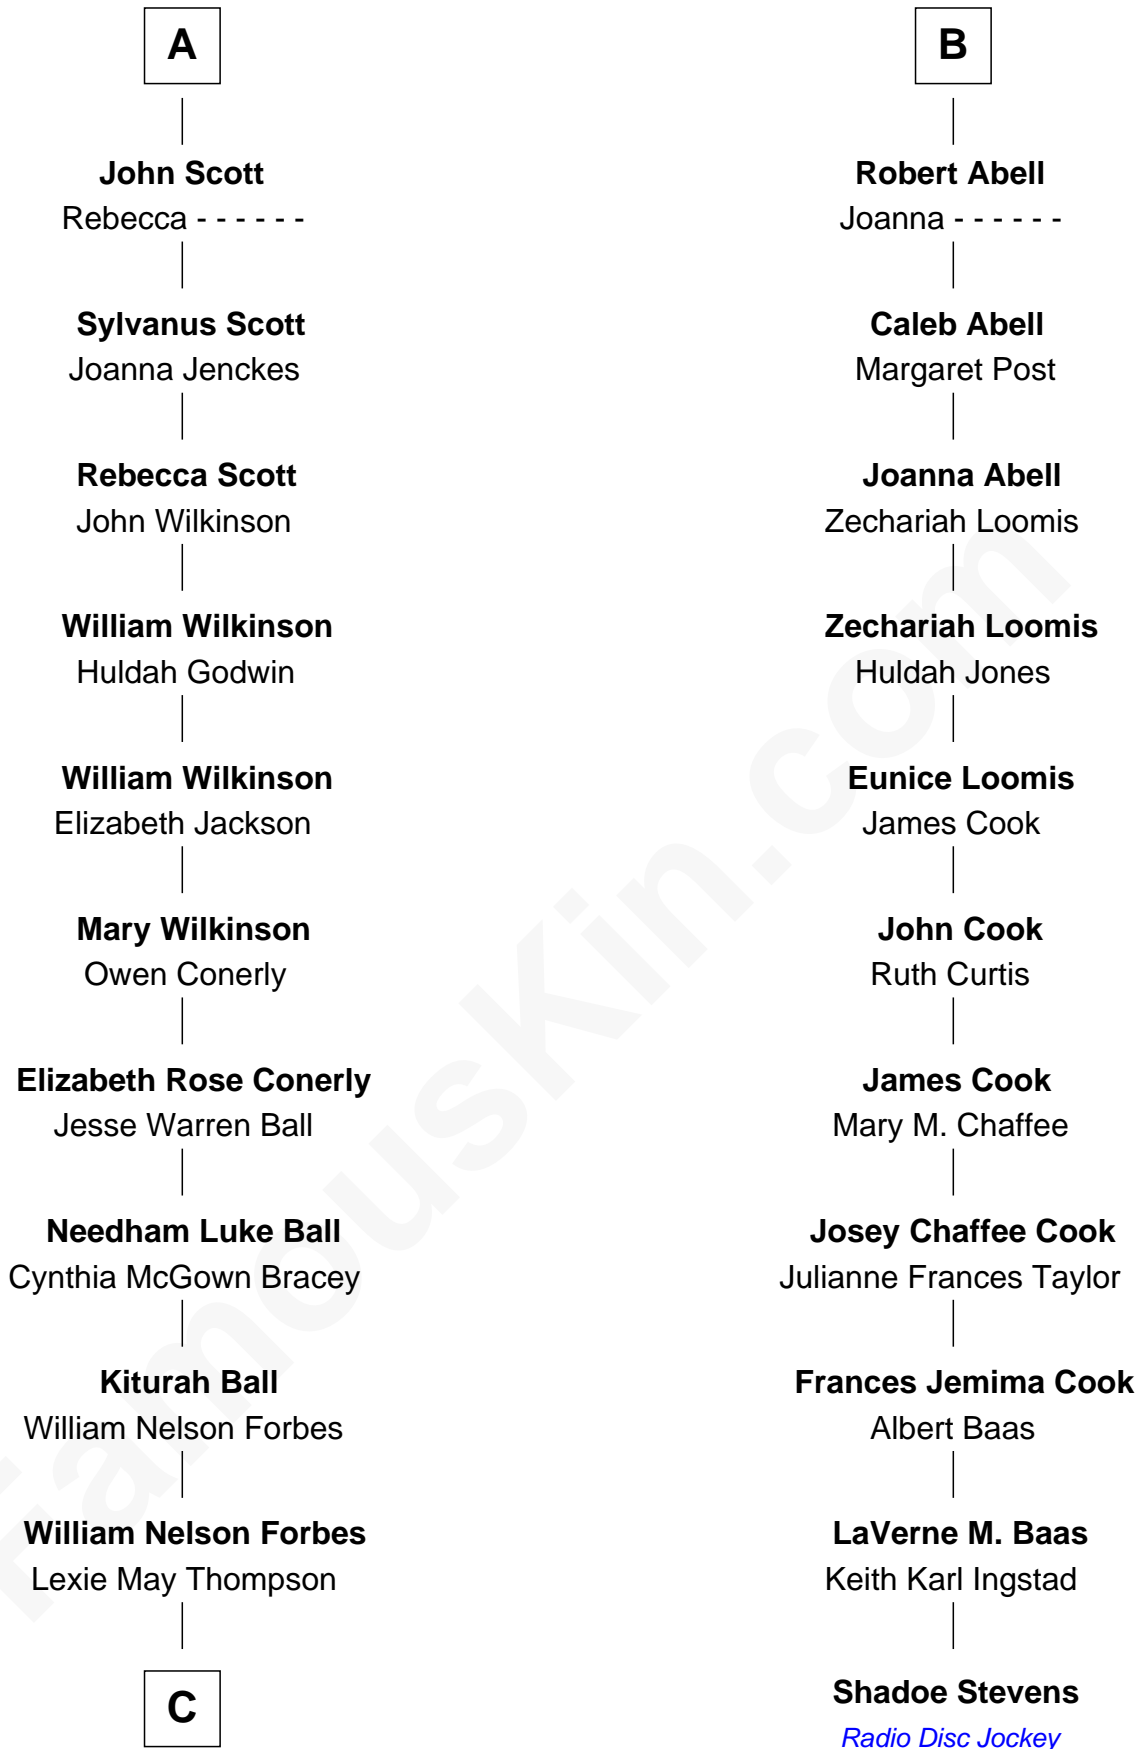 A
John Scott
Rebecca - - - - - -
Sylvanus Scott
Joanna Jenckes
Rebecca Scott
John Wilkinson
William Wilkinson
Huldah Godwin
William Wilkinson
Elizabeth Jackson
Mary Wilkinson
Owen Conerly
Elizabeth Rose Conerly
Jesse Warren Ball
Needham Luke Ball
Cynthia McGown Bracey
Kiturah Ball
William Nelson Forbes
William Nelson Forbes
Lexie May Thompson
C
B
Robert Abell
Joanna - - - - - -
Caleb Abell
Margaret Post
Joanna Abell
Zechariah Loomis
Zechariah Loomis
Huldah Jones
Eunice Loomis
James Cook
John Cook
Ruth Curtis
James Cook
Mary M. Chaffee
Josey Chaffee Cook
Julianne Frances Taylor
Frances Jemima Cook
Albert Baas
LaVerne M. Baas
Keith Karl Ingstad
Shadoe Stevens
Radio Disc Jockey
FamousKin.com